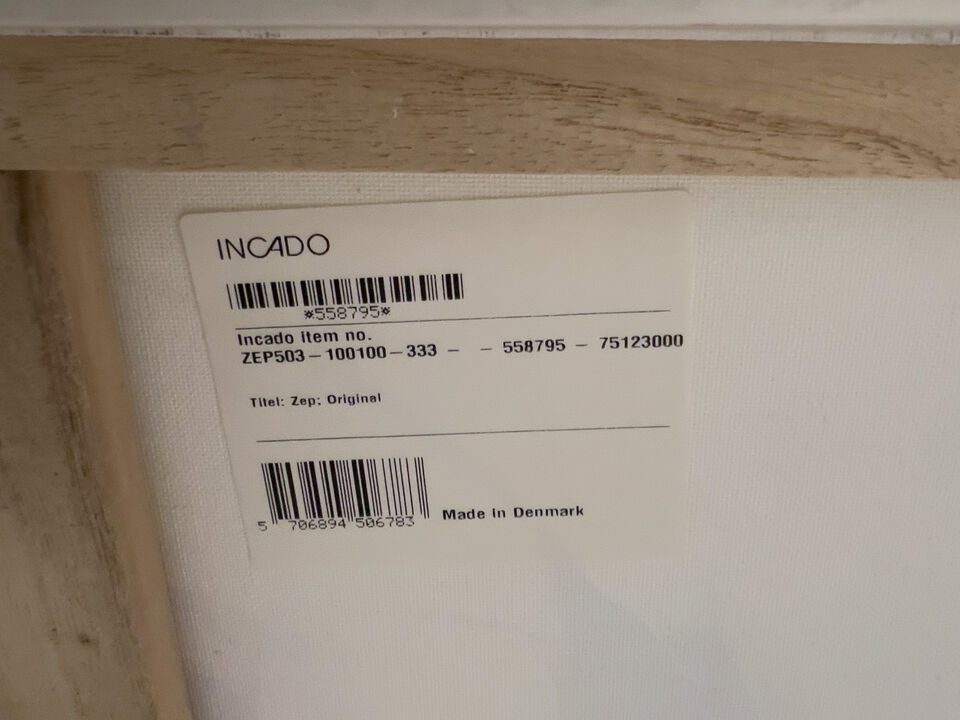 INCADO
*558795*
Incado item no.
ZEP503-100100-333 - - 558795 - 75123000
Titel: Zep; Original
5 706894 506783
Made in Denmark